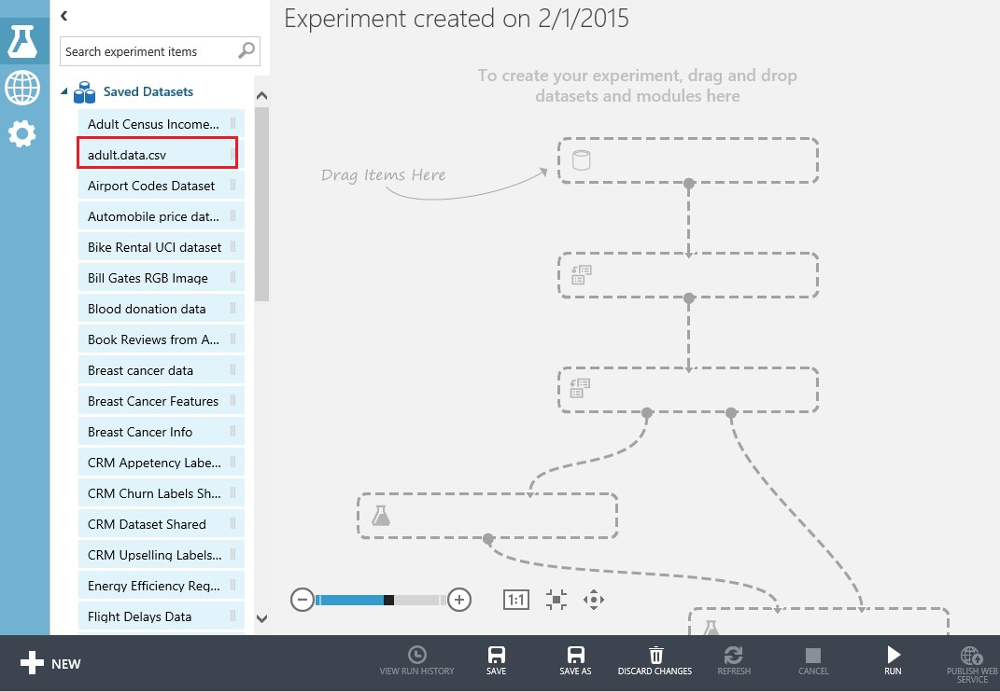 Experiment created on 2/1/2015
Search experiment items
Saved Datasets
Adult Census Income...
adult.data.csv
Airport Codes Dataset
Automobile price dat...
Bike Rental UCI dataset
Bill Gates RGB Image
Blood donation data
Book Reviews from A...
Breast cancer data
Breast Cancer Features
Breast Cancer Info
CRM Appetency Labe...
CRM Churn Labels Sh...
CRM Dataset Shared
CRM Upselling Labels...
Energy Efficiency Reg...
Flight Delays Data
To create your experiment, drag and drop
datasets and modules here
Drag Items Here
1:1
NEW
VIEW RUN HISTORY
SAVE
SAVE AS
DISCARD CHANGES
REFRESH
CANCEL
RUN
PUBLISH WEB
SERVICE